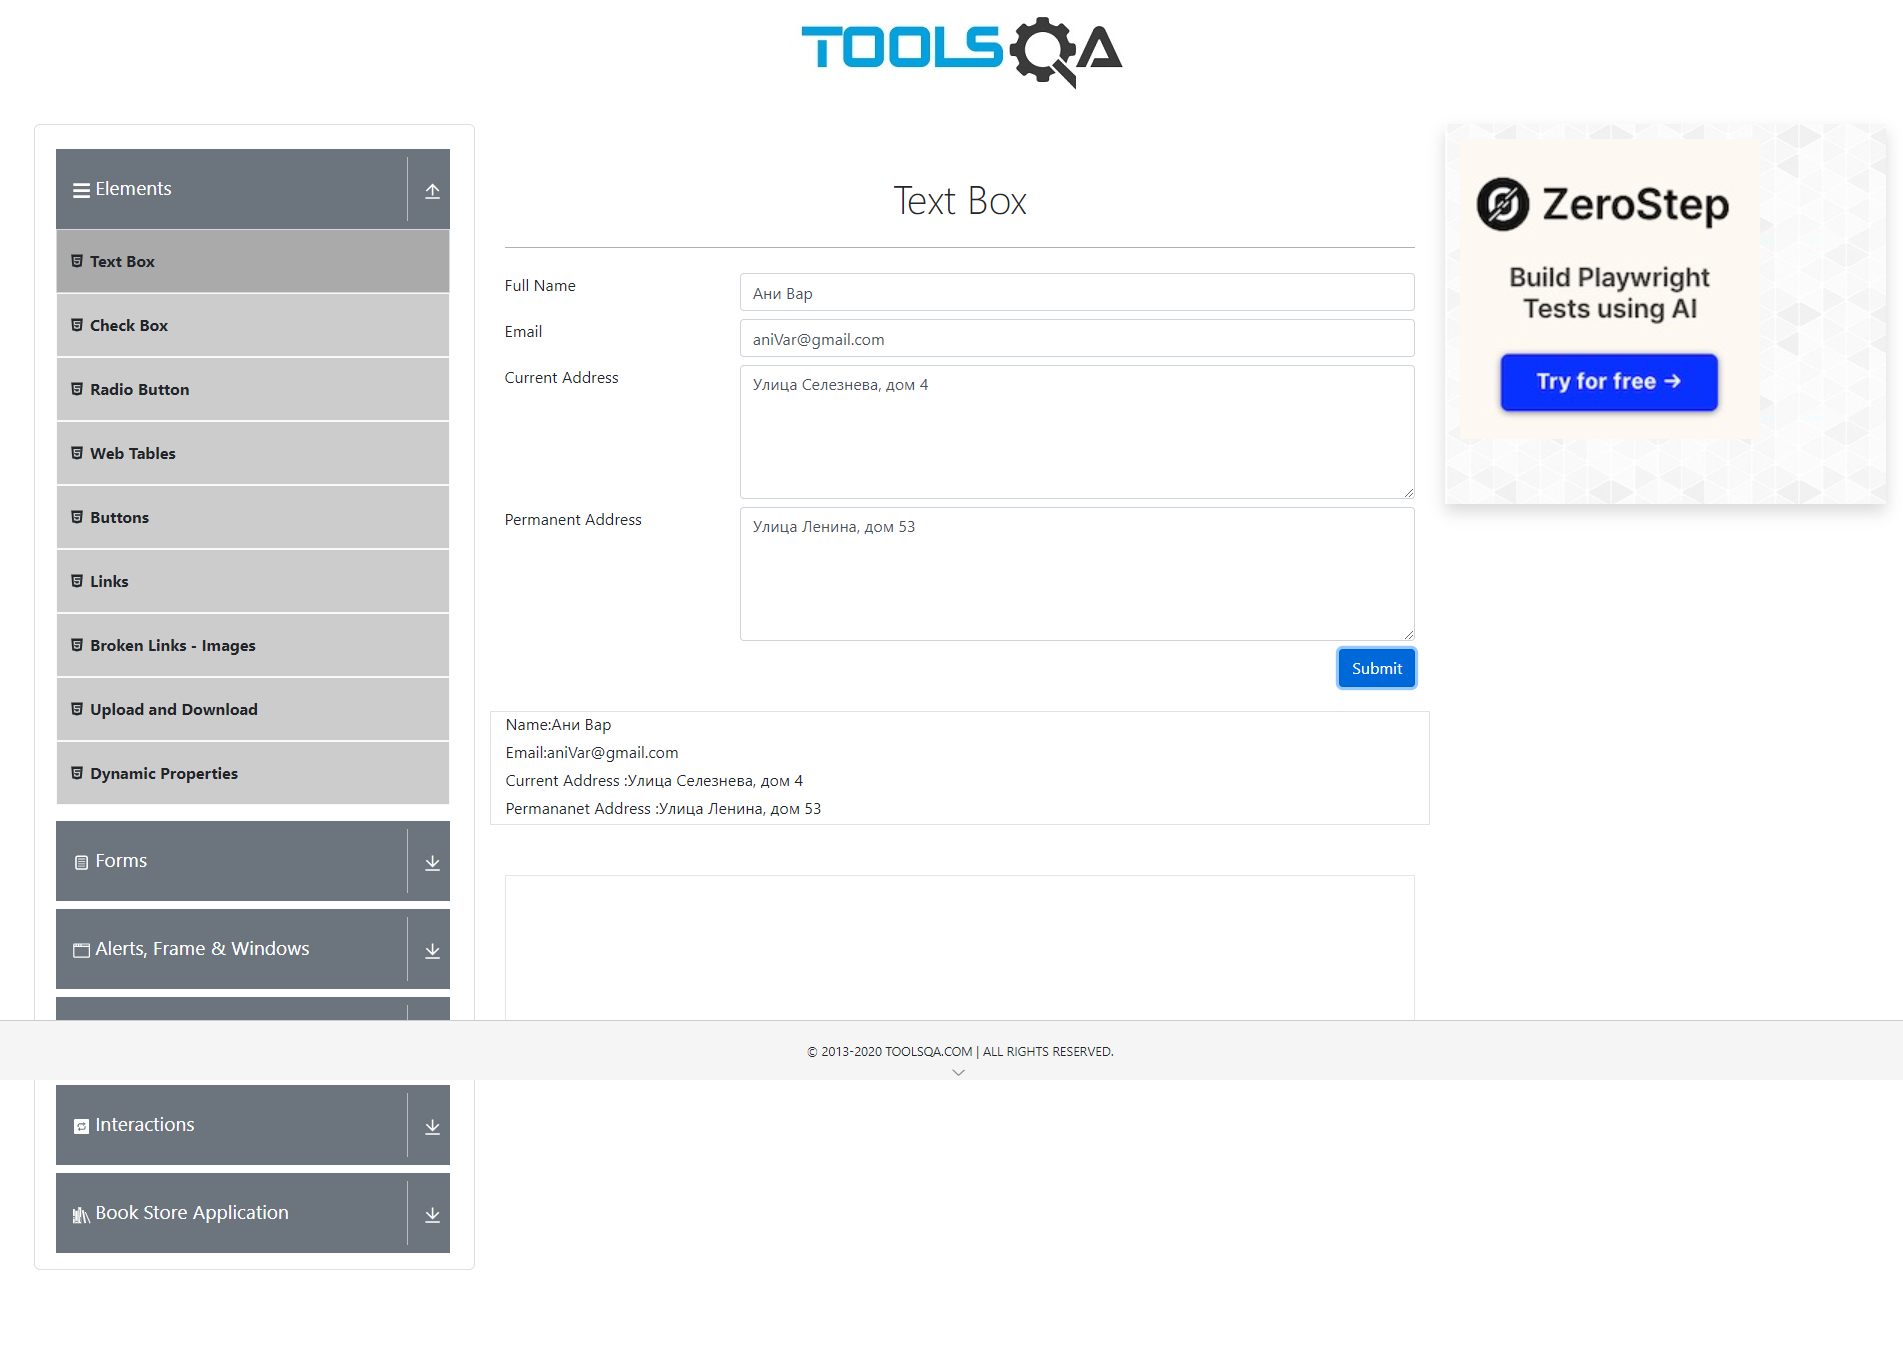 TOOLSQA
Elements
Text Box
Check Box
Radio Button
Web Tables
Buttons
Links
Broken Links - Images
Upload and Download
Dynamic Properties
Forms
Alerts, Frame & Windows
Interactions
Book Store Application
Text Box
Full Name
Ани Вар
Email
aniVar@gmail.com
Current Address
Улица Селезнева, дом 4
Permanent Address
Улица Ленина, дом 53
Submit
Name:Ани Вар
Email:aniVar@gmail.com
Current Address :Улица Селезнева, дом 4
Permananet Address :Улица Ленина, дом 53
ZeroStep
Build Playwright
Tests using AI
Try for free →
© 2013-2020 TOOLSQA.COM | ALL RIGHTS RESERVED.